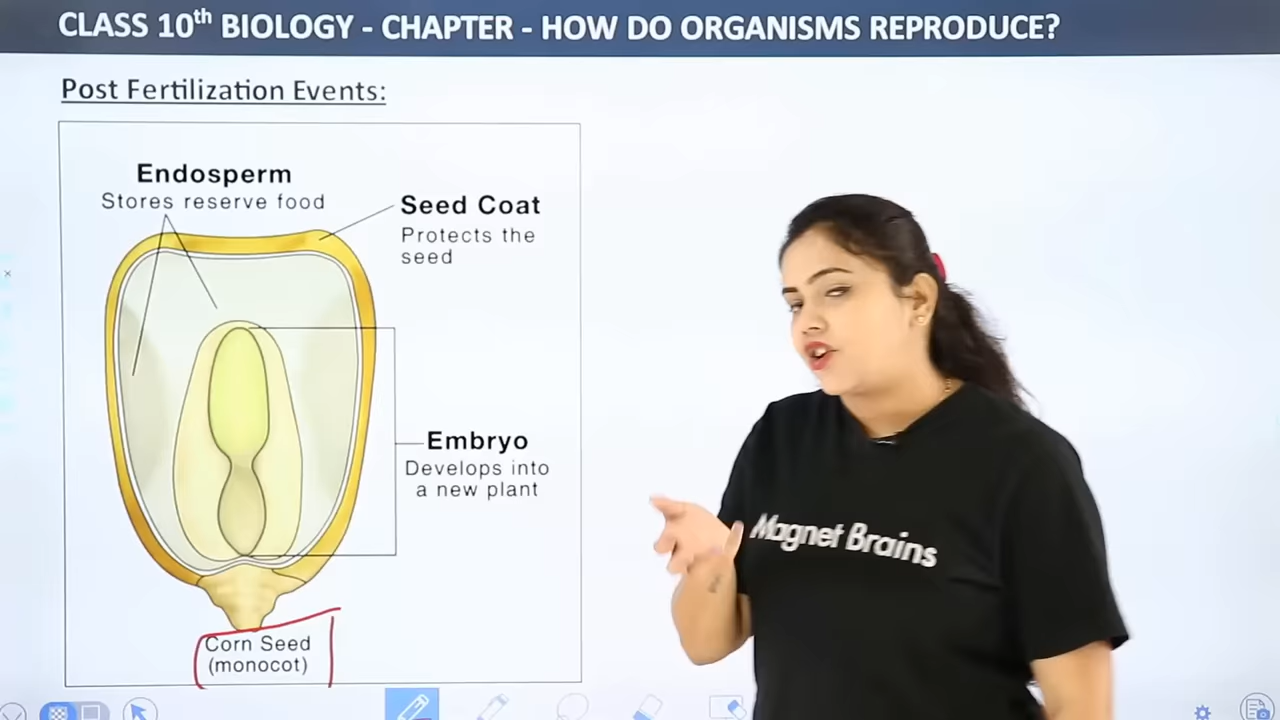 CLASS 10th BIOLOGY - CHAPTER - HOW DO ORGANISMS REPRODUCE?
Post Fertilization Events:
Endosperm
Stores reserve food
Seed Coat
Protects the
seed
Embryo
Develops into
a new plant
Corn Seed
(monocot)
Magnet Brains